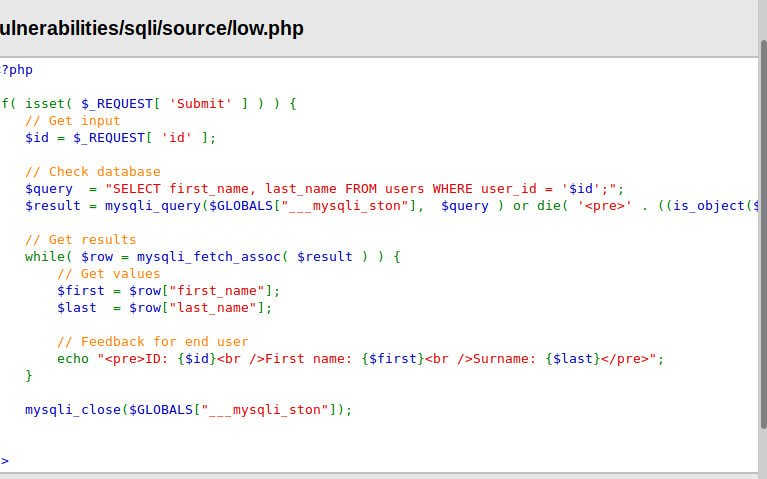 ulnerabilities/sqli/source/low.php
<?php
f( isset( $_REQUEST[ 'Submit' ] ) ) {
// Get input
$id = $_REQUEST[ 'id' ];
// Check database
$query  = "SELECT first_name, last_name FROM users WHERE user_id = '$id';";
$result = mysqli_query($GLOBALS["___mysqli_ston"],  $query ) or die( '<pre>' . ((is_object($
// Get results
while( $row = mysqli_fetch_assoc( $result ) ) {
// Get values
$first = $row["first_name"];
$last  = $row["last_name"];
// Feedback for end user
echo "<pre>ID: {$id}<br />First name: {$first}<br />Surname: {$last}</pre>";
}
mysqli_close($GLOBALS["___mysqli_ston"]);
>